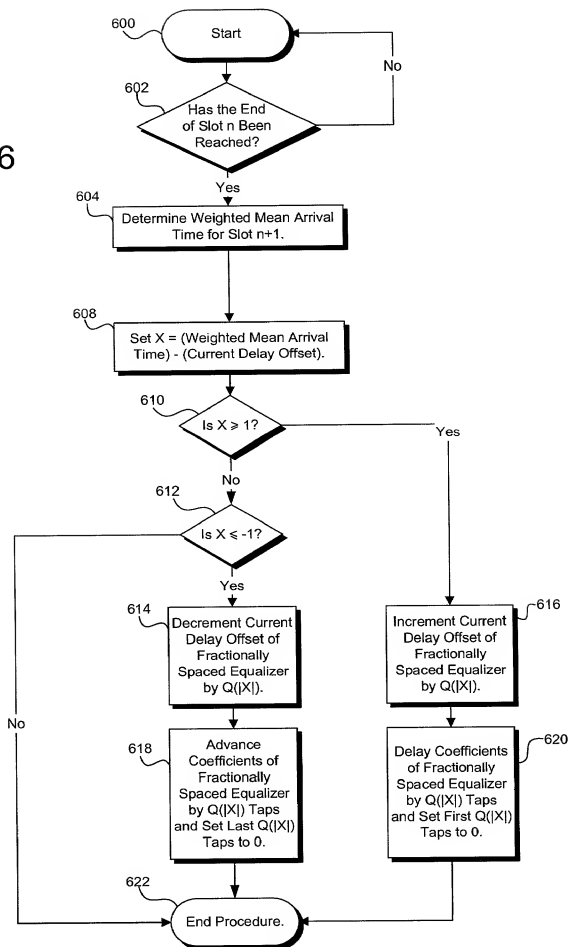 600
Start
No
602
Has the End
of Slot n Been
Reached?
6
Yes
604
Determine Weighted Mean Arrival
Time for Slot n+1.
608
Set X = (Weighted Mean Arrival
Time) - (Current Delay Offset).
610
Is X ⩾ 1?
Yes
No
612
Is X ⩽ -1?
Yes
614
Decrement Current
Delay Offset of
Fractionally
Spaced Equalizer
by Q(|X|).
616
Increment Current
Delay Offset of
Fractionally
Spaced Equalizer
by Q(|X|).
No
618
Advance
Coefficients of
Fractionally
Spaced Equalizer
by Q(|X|) Taps
and Set Last Q(|X|)
Taps to 0.
620
Delay Coefficients
of Fractionally
Spaced Equalizer
by Q(|X|) Taps
and Set First Q(|X|)
Taps to 0.
622
End Procedure.